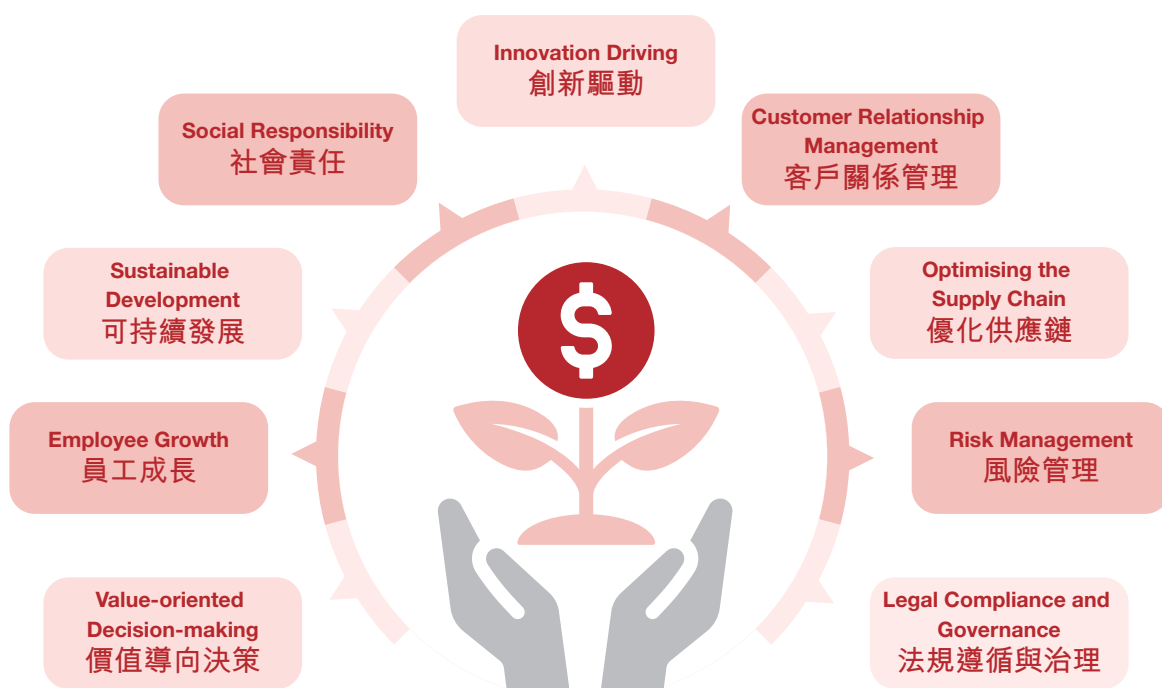 Innovation Driving
創新驅動
Social Responsibility
社會責任
Customer Relationship
Management
客戶關係管理
Sustainable
Development
可持續發展
Optimising the
Supply Chain
優化供應鏈
$
Employee Growth
員工成長
Risk Management
風險管理
Value-oriented
Decision-making
價值導向決策
Legal Compliance and
Governance
法規遵循與治理